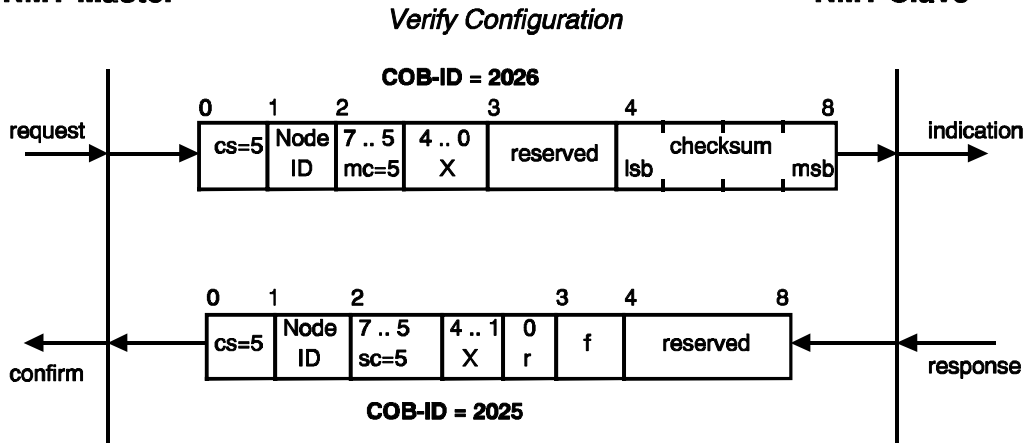 NMT Master NMT Slave
Verify Configuration
COB-ID = 2026
0 1 2 3 4 8
request cs=5 Node ID 7 .. 5 mc=5 4 .. 0 X reserved lsb checksum msb indication
0 1 2 3 4 8
confirm cs=5 Node ID 7 .. 5 sc=5 4 .. 1 X 0 r f reserved response
COB-ID = 2025